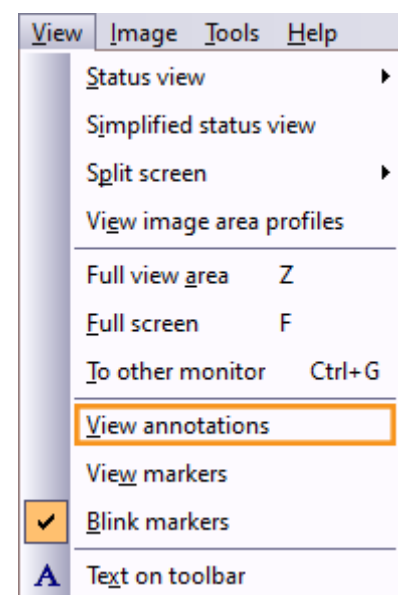 View Image Tools Help
Status view
Simplified status view
Split screen
View image area profiles
Full view area Z
Full screen F
To other monitor Ctrl+G
View annotations
View markers
Blink markers
A Text on toolbar